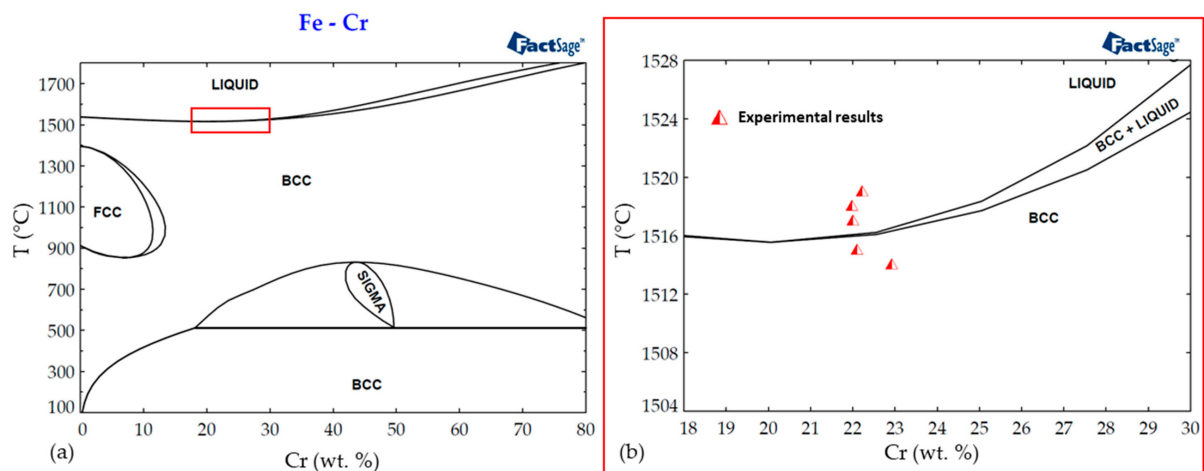 Fe - Cr
FactSage™
T (°C)
1700
1500
1300
1100
900
700
500
300
100
LIQUID
BCC
FCC
SIGMA
BCC
0 10 20 30 40 50 60 70 80
(a)
Cr (wt. %)
FactSage™
T (°C)
1528
1524
1520
1516
1512
1508
1504
LIQUID
Experimental results
BCC + LIQUID
BCC
18 19 20 21 22 23 24 25 26 27 28 29 30
(b)
Cr (wt. %)